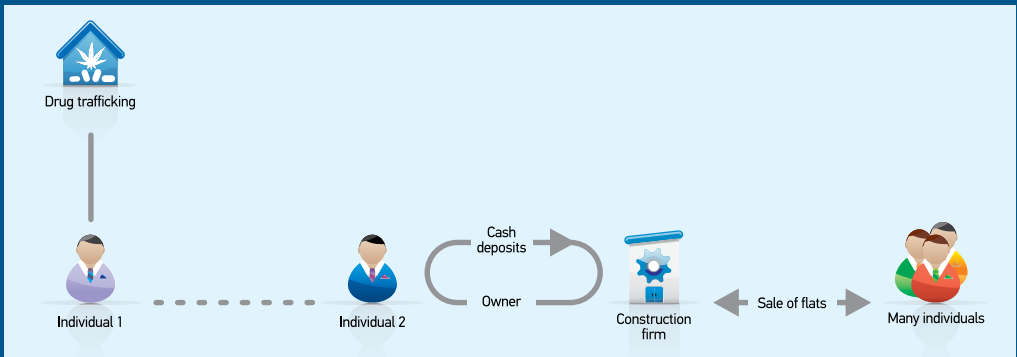 Drug trafficking
Cash
deposits
Owner
Individual 1
Individual 2
Construction
firm
Sale of flats
Many individuals